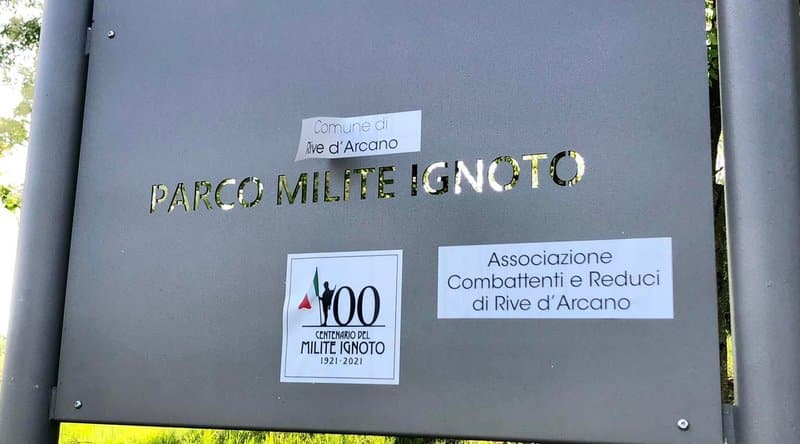 Comune di
Rive d'Arcano
PARCO MILITE IGNOTO
100
CENTENARIO DEL
MILITE IGNOTO
1921-2021
Associazione
Combattenti e Reduci
di Rive d'Arcano